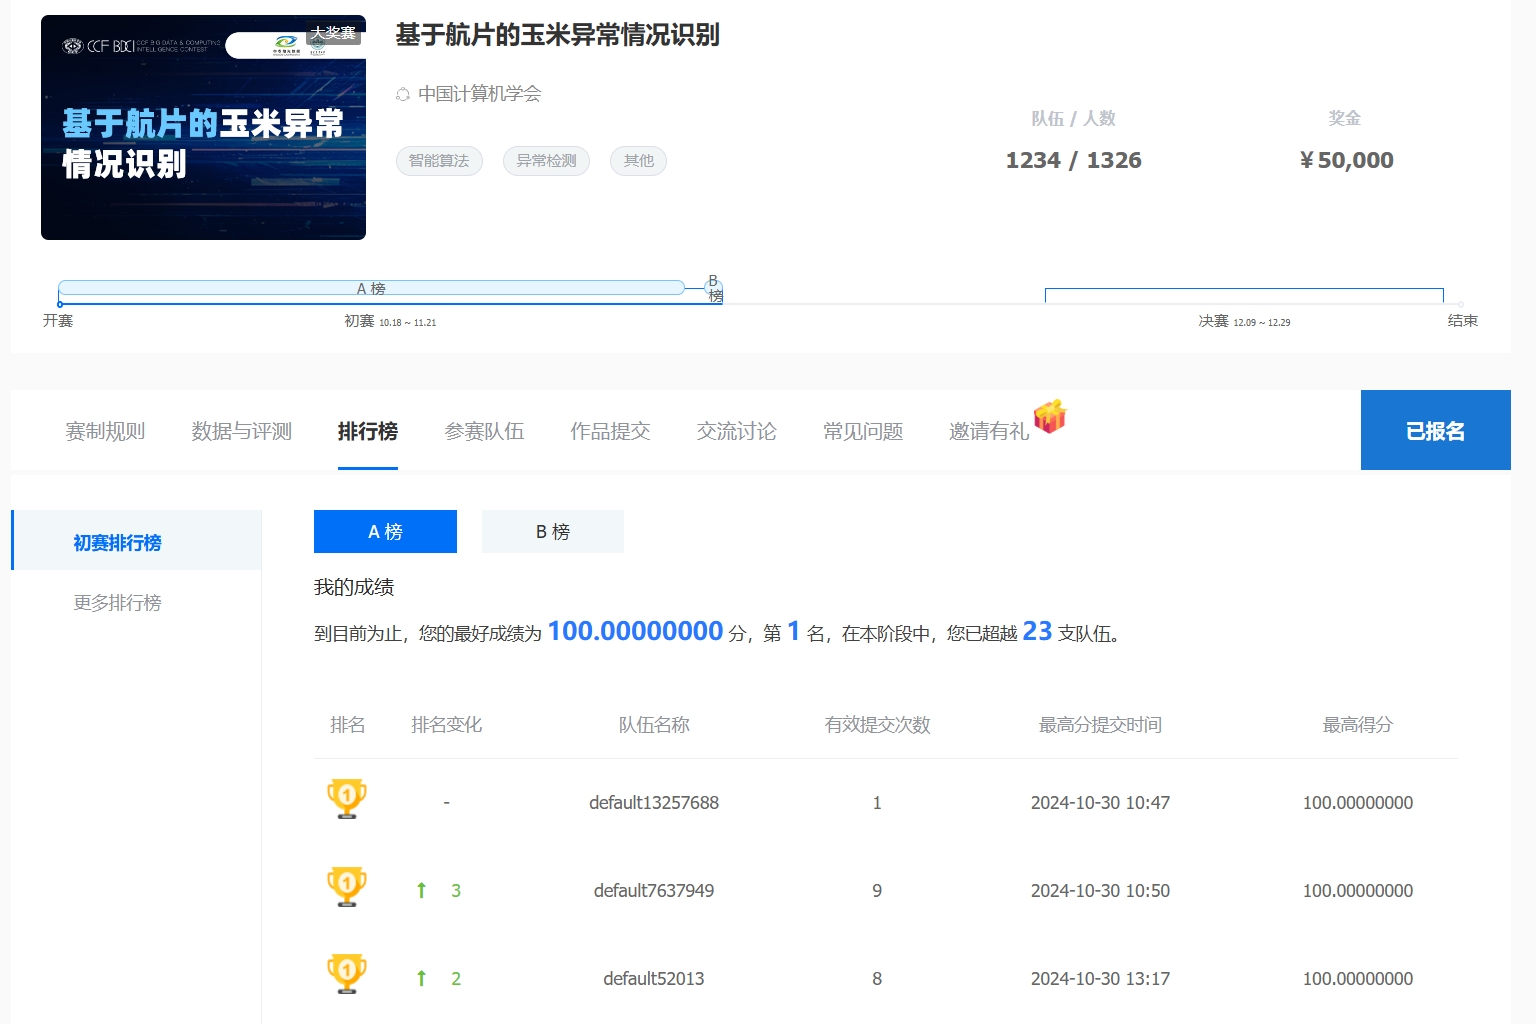 CCF BDCI
CCF BIG DATA & COMPUTING
INTELLIGENCE CONTEST
大奖赛
基于航片的玉米异常
情况识别
基于航片的玉米异常情况识别
中国计算机学会
智能算法 异常检测 其他
队伍 / 人数 奖金
1234 / 1326 ¥50,000
A 榜
B
榜
开赛 初赛 10.18 ~ 11.21 决赛 12.09 ~ 12.29 结束
赛制规则 数据与评测 排行榜 参赛队伍 作品提交 交流讨论 常见问题 邀请有礼 已报名
初赛排行榜
更多排行榜
A 榜 B 榜
我的成绩
到目前为止，您的最好成绩为 100.00000000 分，第 1 名，在本阶段中，您已超越 23 支队伍。
排名 排名变化 队伍名称 有效提交次数 最高分提交时间 最高得分
1 - default13257688 1 2024-10-30 10:47 100.00000000
1 ↑ 3 default7637949 9 2024-10-30 10:50 100.00000000
1 ↑ 2 default52013 8 2024-10-30 13:17 100.00000000